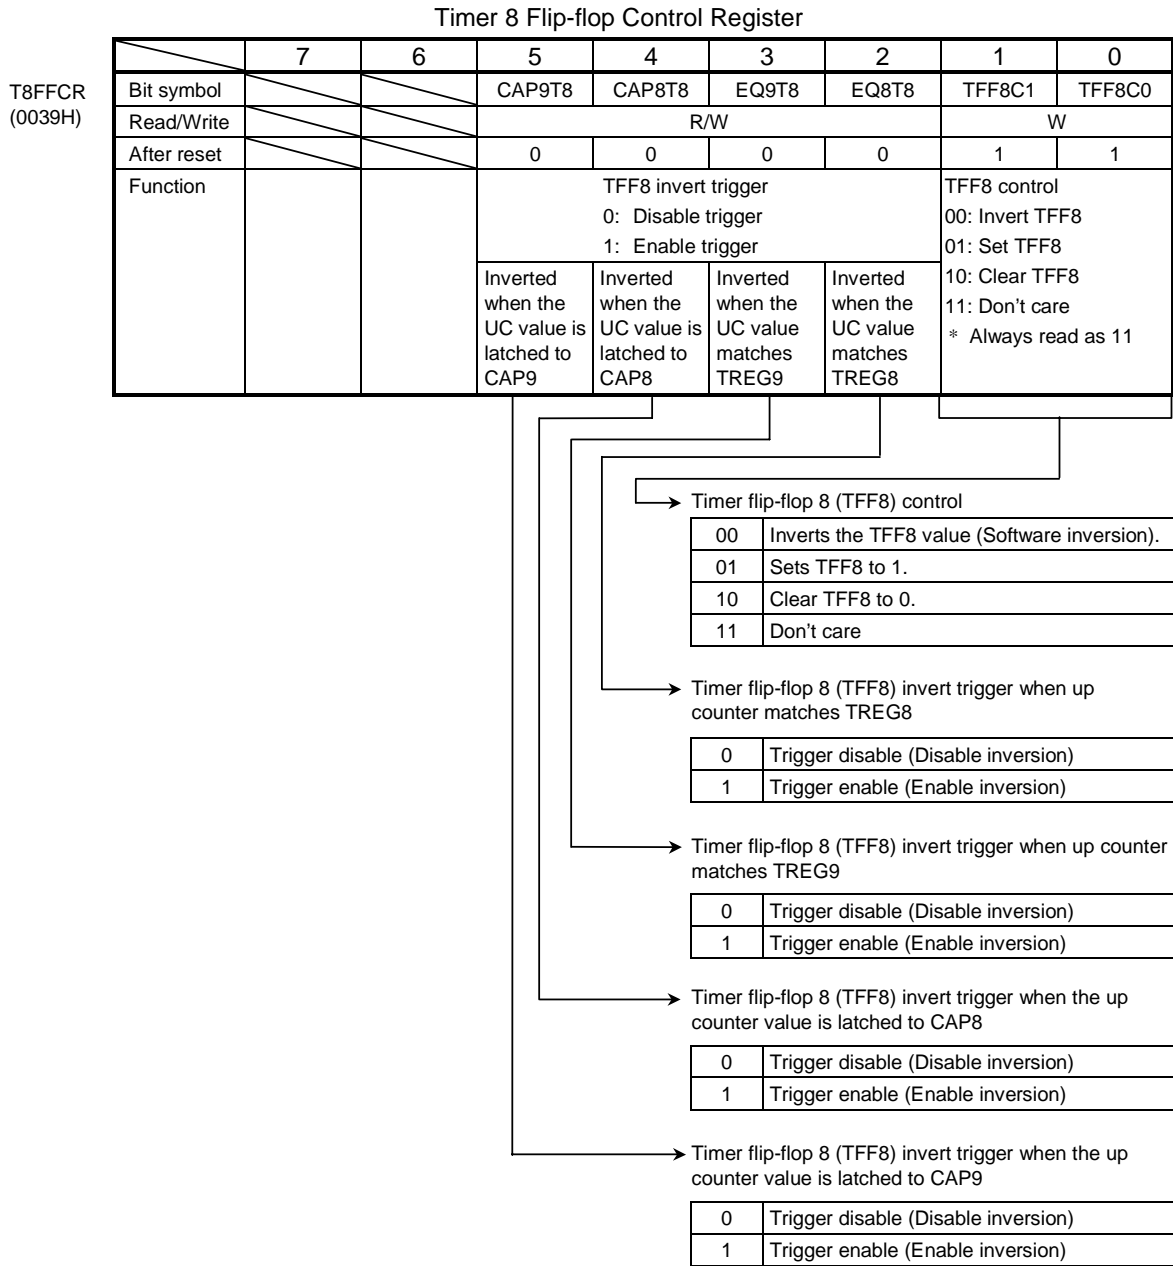 Timer 8 Flip-flop Control Register
7 6 5 4 3 2 1 0
T8FFCR
(0039H)
Bit symbol CAP9T8 CAP8T8 EQ9T8 EQ8T8 TFF8C1 TFF8C0
Read/Write R/W W
After reset 0 0 0 0 1 1
Function
TFF8 invert trigger
0: Disable trigger
1: Enable trigger
Inverted
when the
UC value is
latched to
CAP9
Inverted
when the
UC value is
latched to
CAP8
Inverted
when the
UC value
matches
TREG9
Inverted
when the
UC value
matches
TREG8
TFF8 control
00: Invert TFF8
01: Set TFF8
10: Clear TFF8
11: Don't care
* Always read as 11
Timer flip-flop 8 (TFF8) control
00 Inverts the TFF8 value (Software inversion).
01 Sets TFF8 to 1.
10 Clear TFF8 to 0.
11 Don't care
Timer flip-flop 8 (TFF8) invert trigger when up
counter matches TREG8
0 Trigger disable (Disable inversion)
1 Trigger enable (Enable inversion)
Timer flip-flop 8 (TFF8) invert trigger when up counter
matches TREG9
0 Trigger disable (Disable inversion)
1 Trigger enable (Enable inversion)
Timer flip-flop 8 (TFF8) invert trigger when the up
counter value is latched to CAP8
0 Trigger disable (Disable inversion)
1 Trigger enable (Enable inversion)
Timer flip-flop 8 (TFF8) invert trigger when the up
counter value is latched to CAP9
0 Trigger disable (Disable inversion)
1 Trigger enable (Enable inversion)